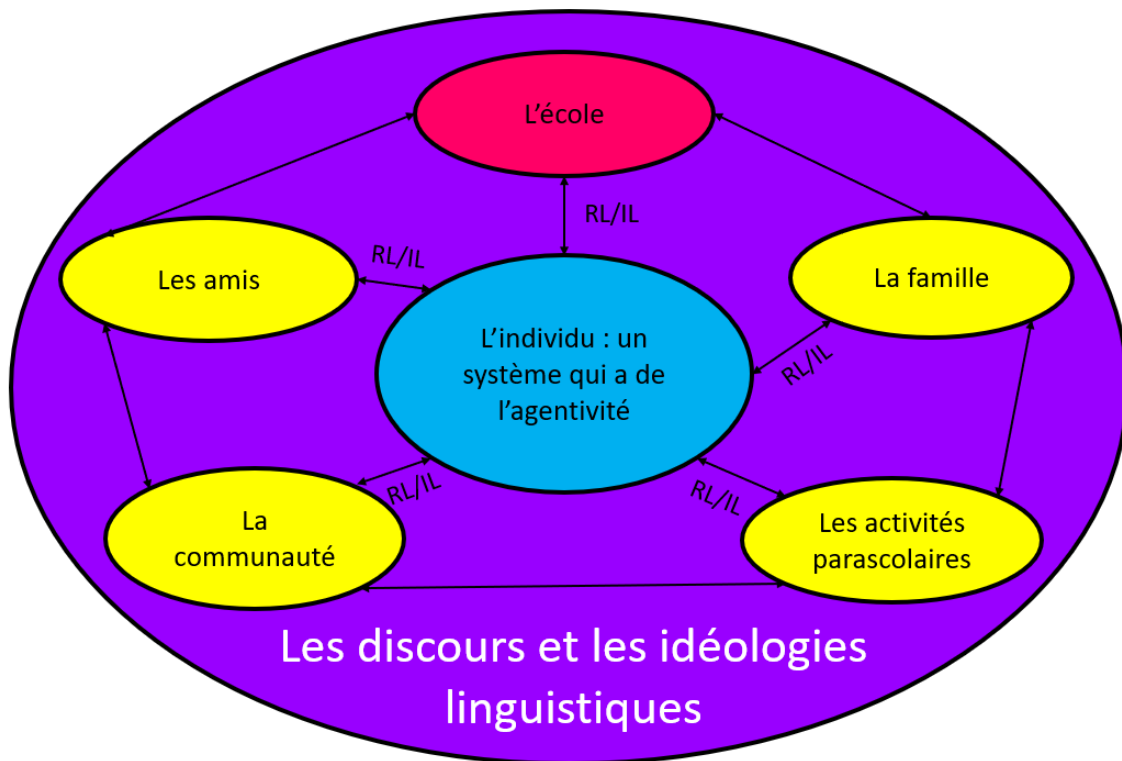 L’école
RL/IL
Les amis
RL/IL
La famille
L’individu : un
système qui a de
l’agentivité
RL/IL
La
communauté
RL/IL
RL/IL
Les activités
parascolaires
Les discours et les idéologies
linguistiques